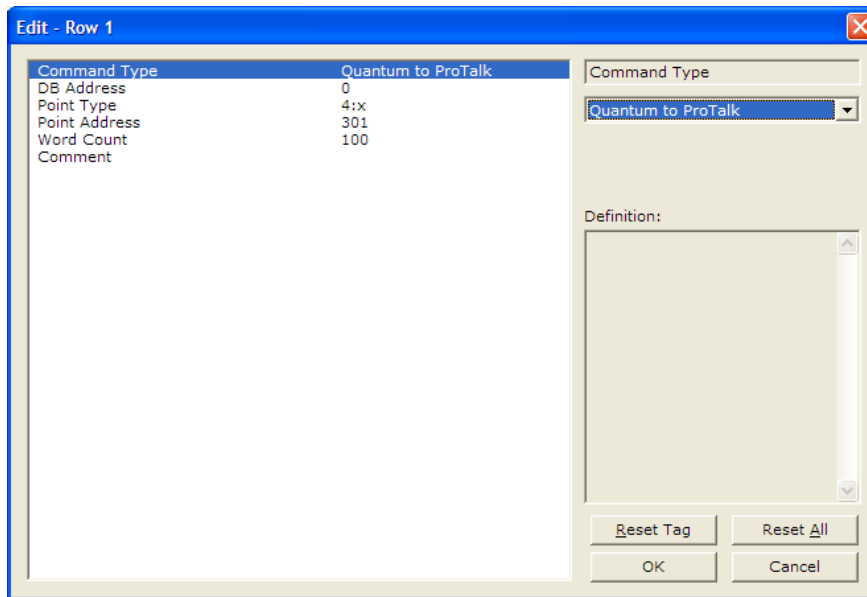 Edit - Row 1
Command Type Quantum to ProTalk
DB Address 0
Point Type 4:x
Point Address 301
Word Count 100
Comment
Command Type
Quantum to ProTalk
Definition:
Reset Tag Reset All
OK Cancel